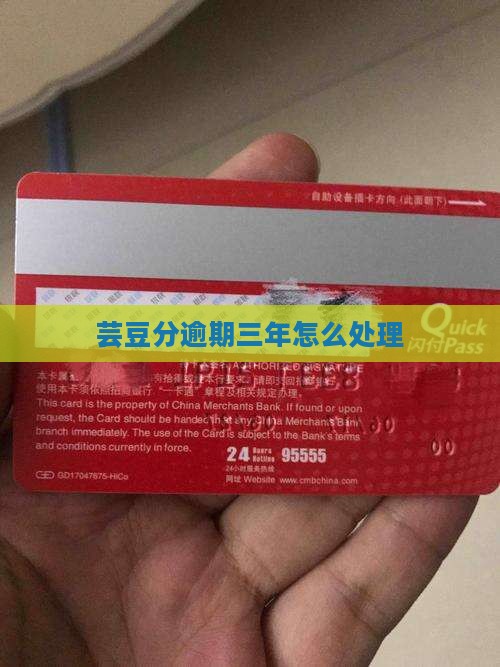 自助设备插卡方向（此面朝下）
芸豆分逾期三年怎么处理
Quick
闪付Pass
AUTHORIZED SIGNATURE
使用本卡须依照招商银行“一卡通”章程及相关规定办理。
This card is the property of China Merchants Bank. If found or upon
request, the Card should be handed in at any China Merchants Bank
branch immediately. The use of the Card is subject to the Bank's terms
and conditions currently in force.
00
24 Hours Hotline 95555
24小时服务热线
GD17047675-HiCo
网址 Website www.cmbchina.com